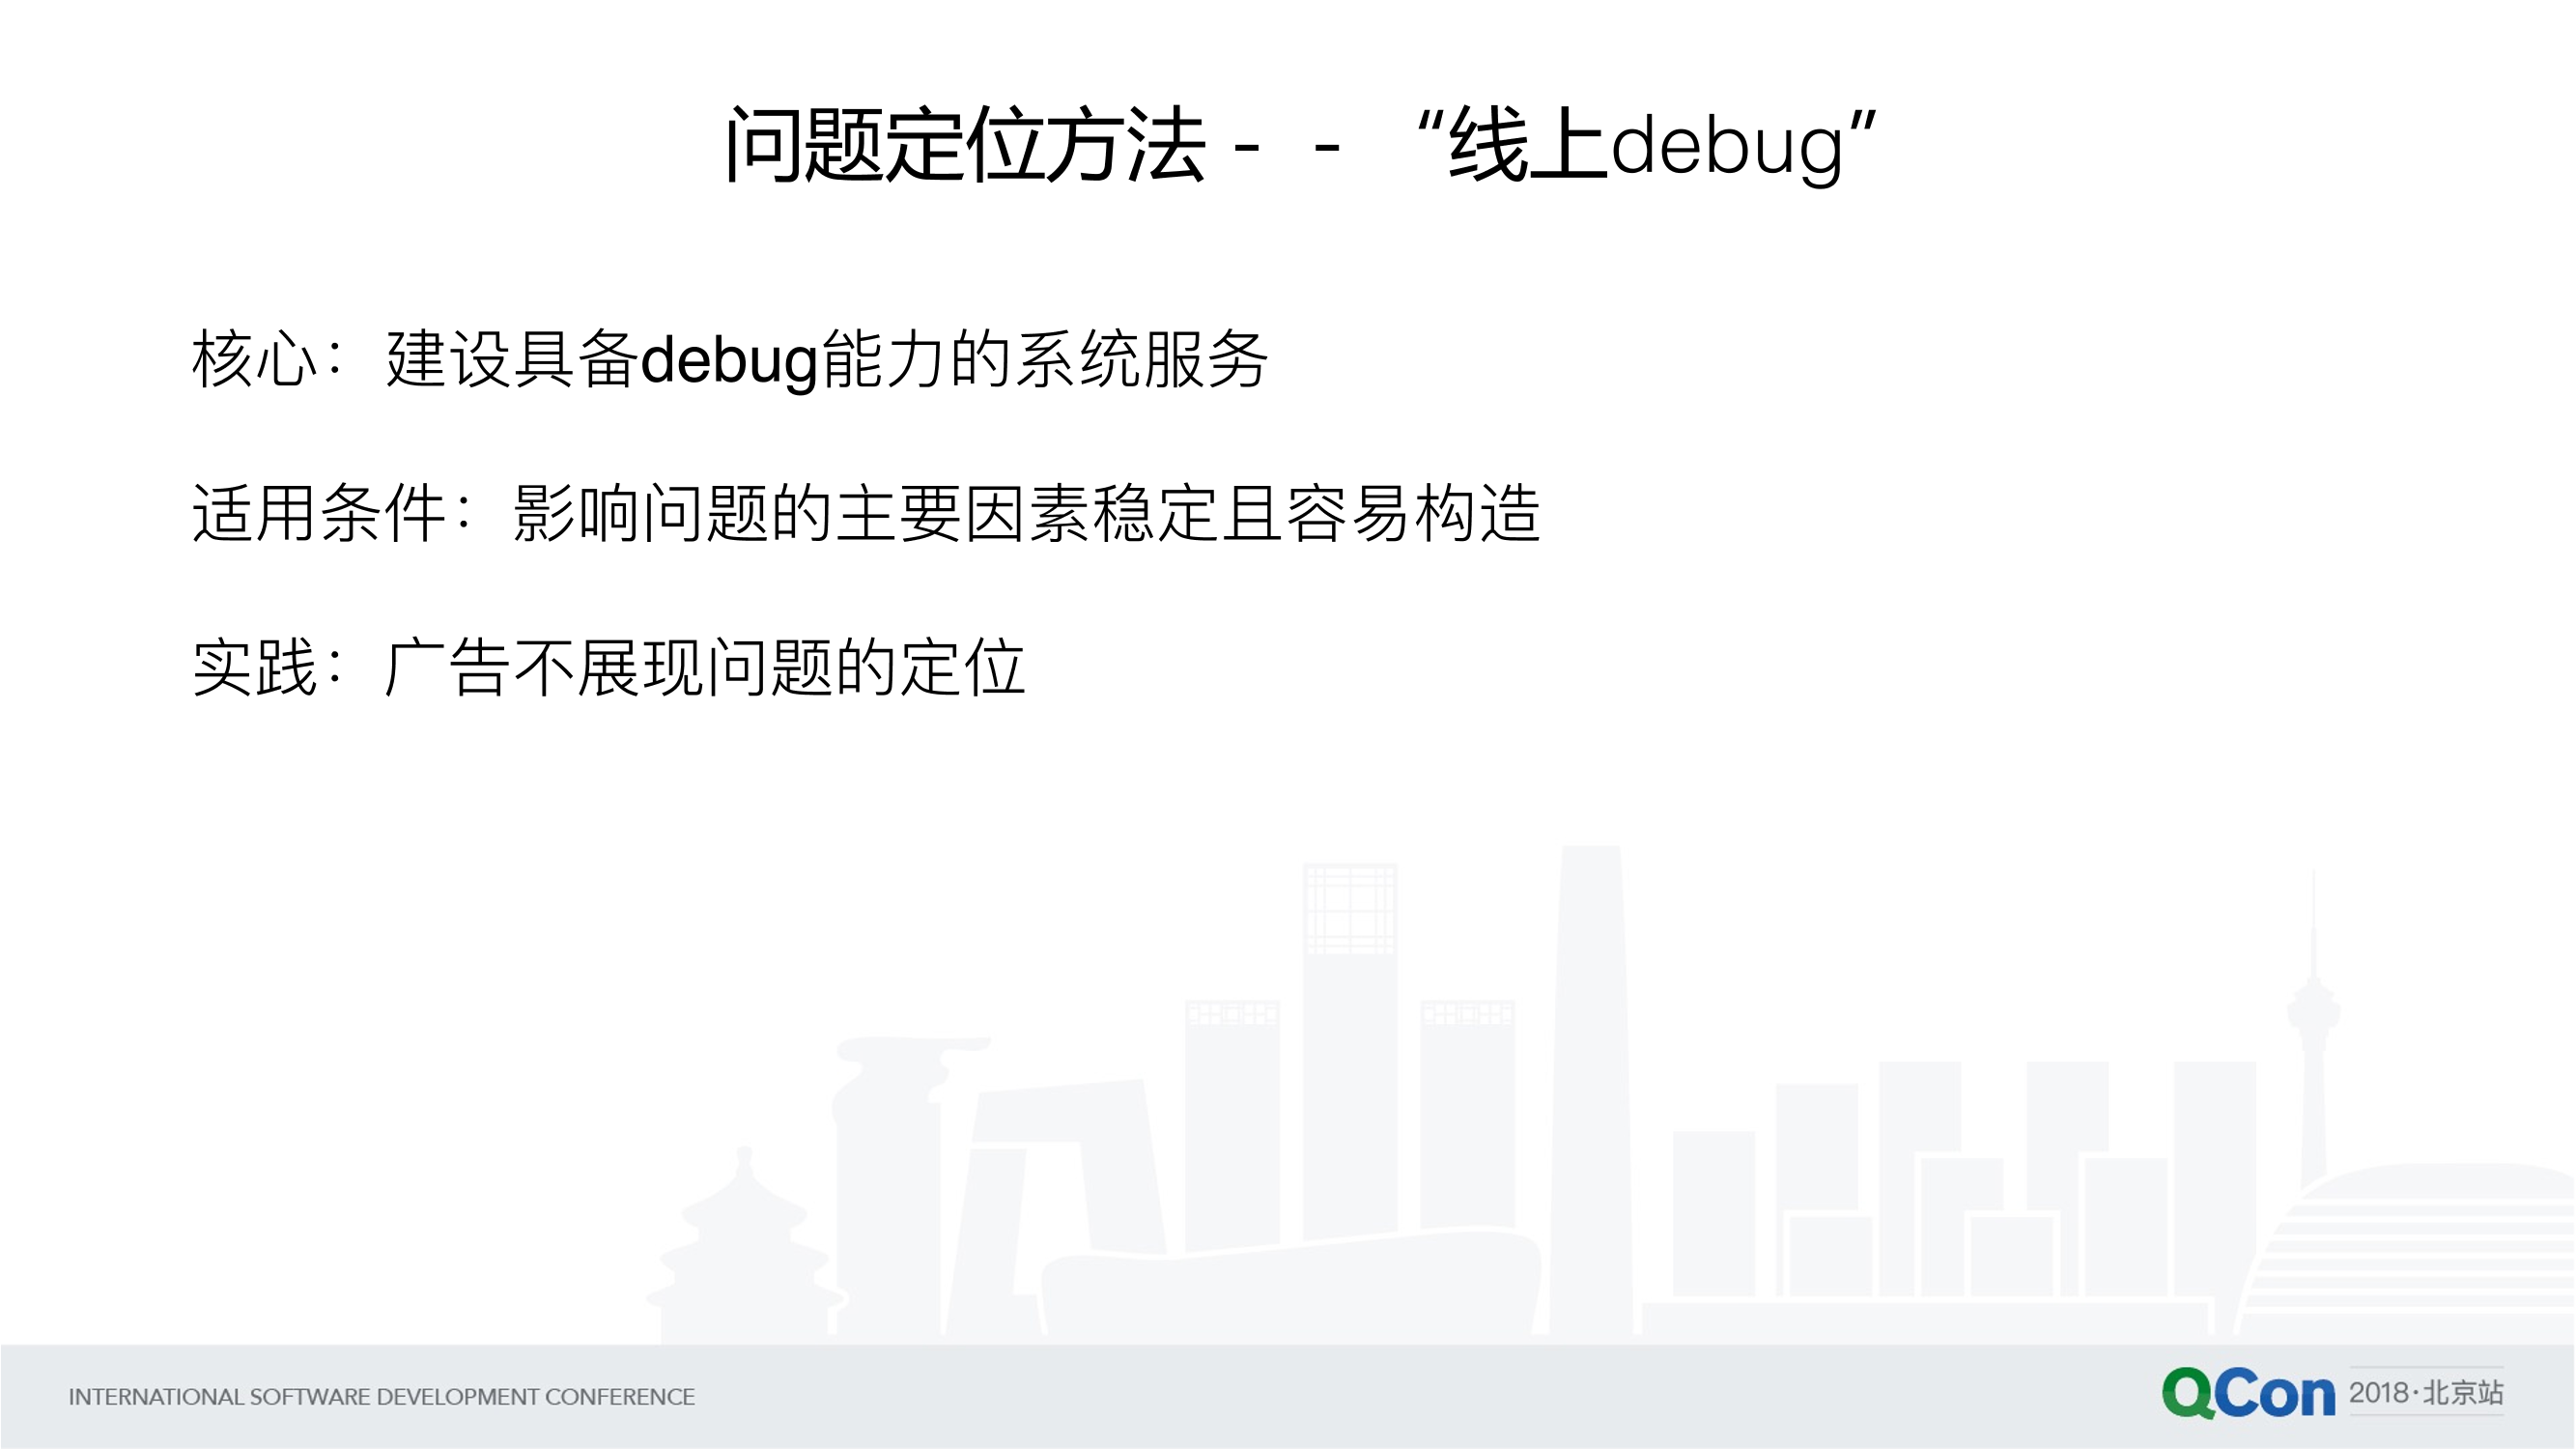 问题定位方法－－“线上debug”
核心：建设具备debug能力的系统服务
适用条件：影响问题的主要因素稳定且容易构造
实践：广告不展现问题的定位
INTERNATIONAL SOFTWARE DEVELOPMENT CONFERENCE
QCon 2018·北京站